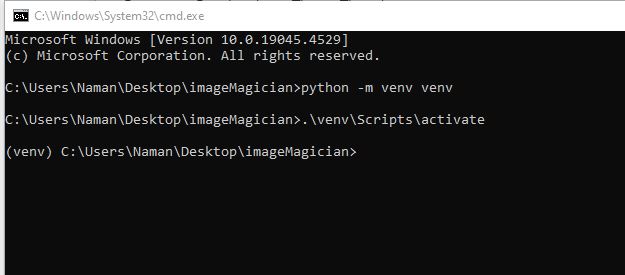 C:\Windows\System32\cmd.exe
Microsoft Windows [Version 10.0.19045.4529]
(c) Microsoft Corporation. All rights reserved.
C:\Users\Naman\Desktop\imageMagician>python -m venv venv
C:\Users\Naman\Desktop\imageMagician>.\venv\Scripts\activate
(venv) C:\Users\Naman\Desktop\imageMagician>